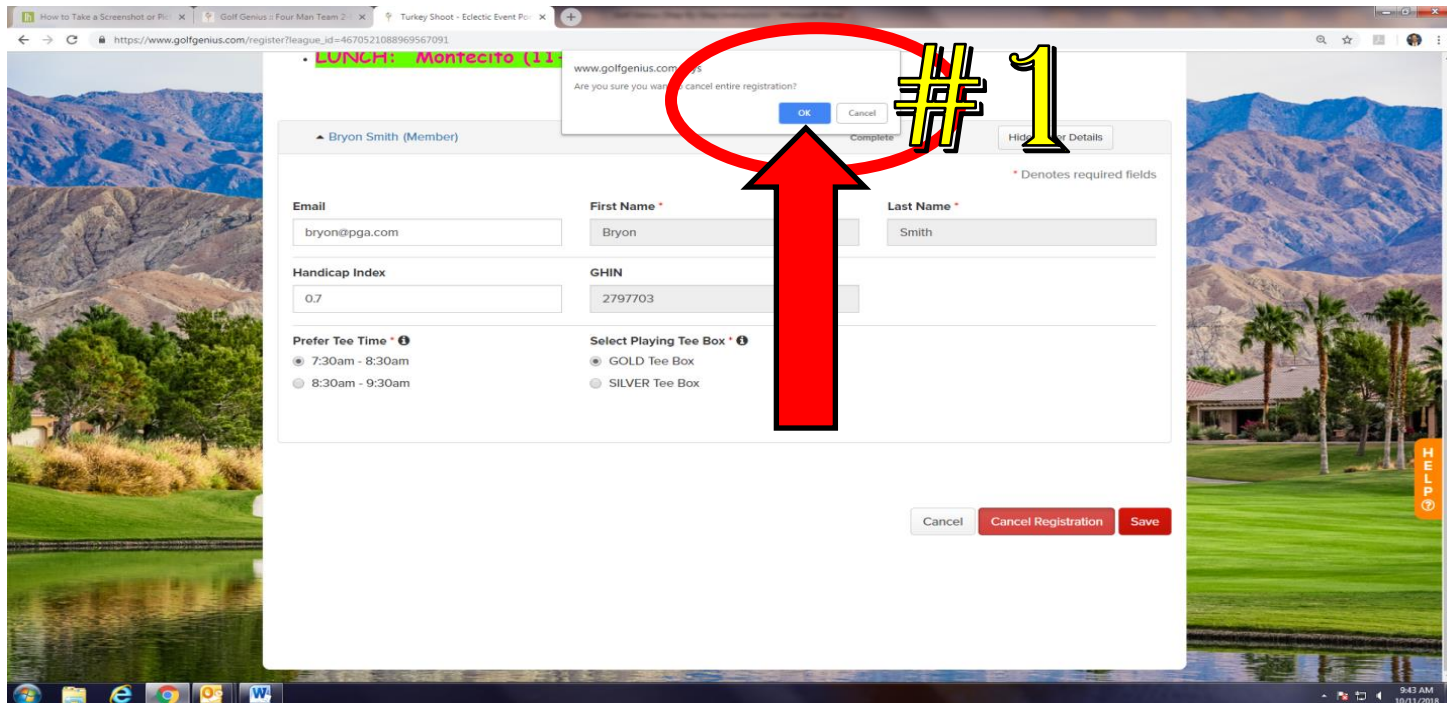 How to Take a Screenshot or Pic
Golf Genius :: Four Man Team 2
Turkey Shoot - Eclectic Event Por
https://www.golfgenius.com/register?league_id=4670521088969567091
• LUNCH: Montecito (11-
www.golfgenius.com
Are you sure you want cancel entire registration?
OK Cancel
#1
Bryon Smith (Member) Complete Details
* Denotes required fields
Email First Name * Last Name *
bryon@pga.com Bryon Smith
Handicap Index GHIN
0.7 2797703
Prefer Tee Time * Select Playing Tee Box *
7:30am - 8:30am GOLD Tee Box
8:30am - 9:30am SILVER Tee Box
HELP?
Cancel Cancel Registration Save
9:43 AM
10/11/2018